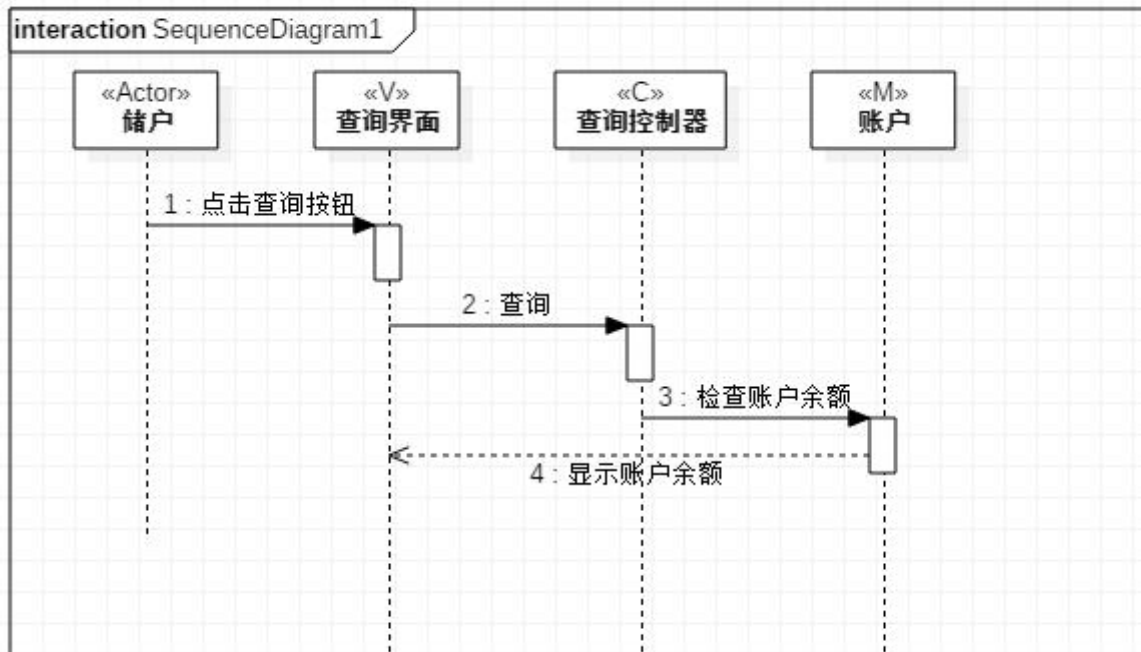 interaction SequenceDiagram1
«Actor»
储户
«V»
查询界面
«C»
查询控制器
«M»
账户
1 : 点击查询按钮
2 : 查询
3 : 检查账户余额
4 : 显示账户余额